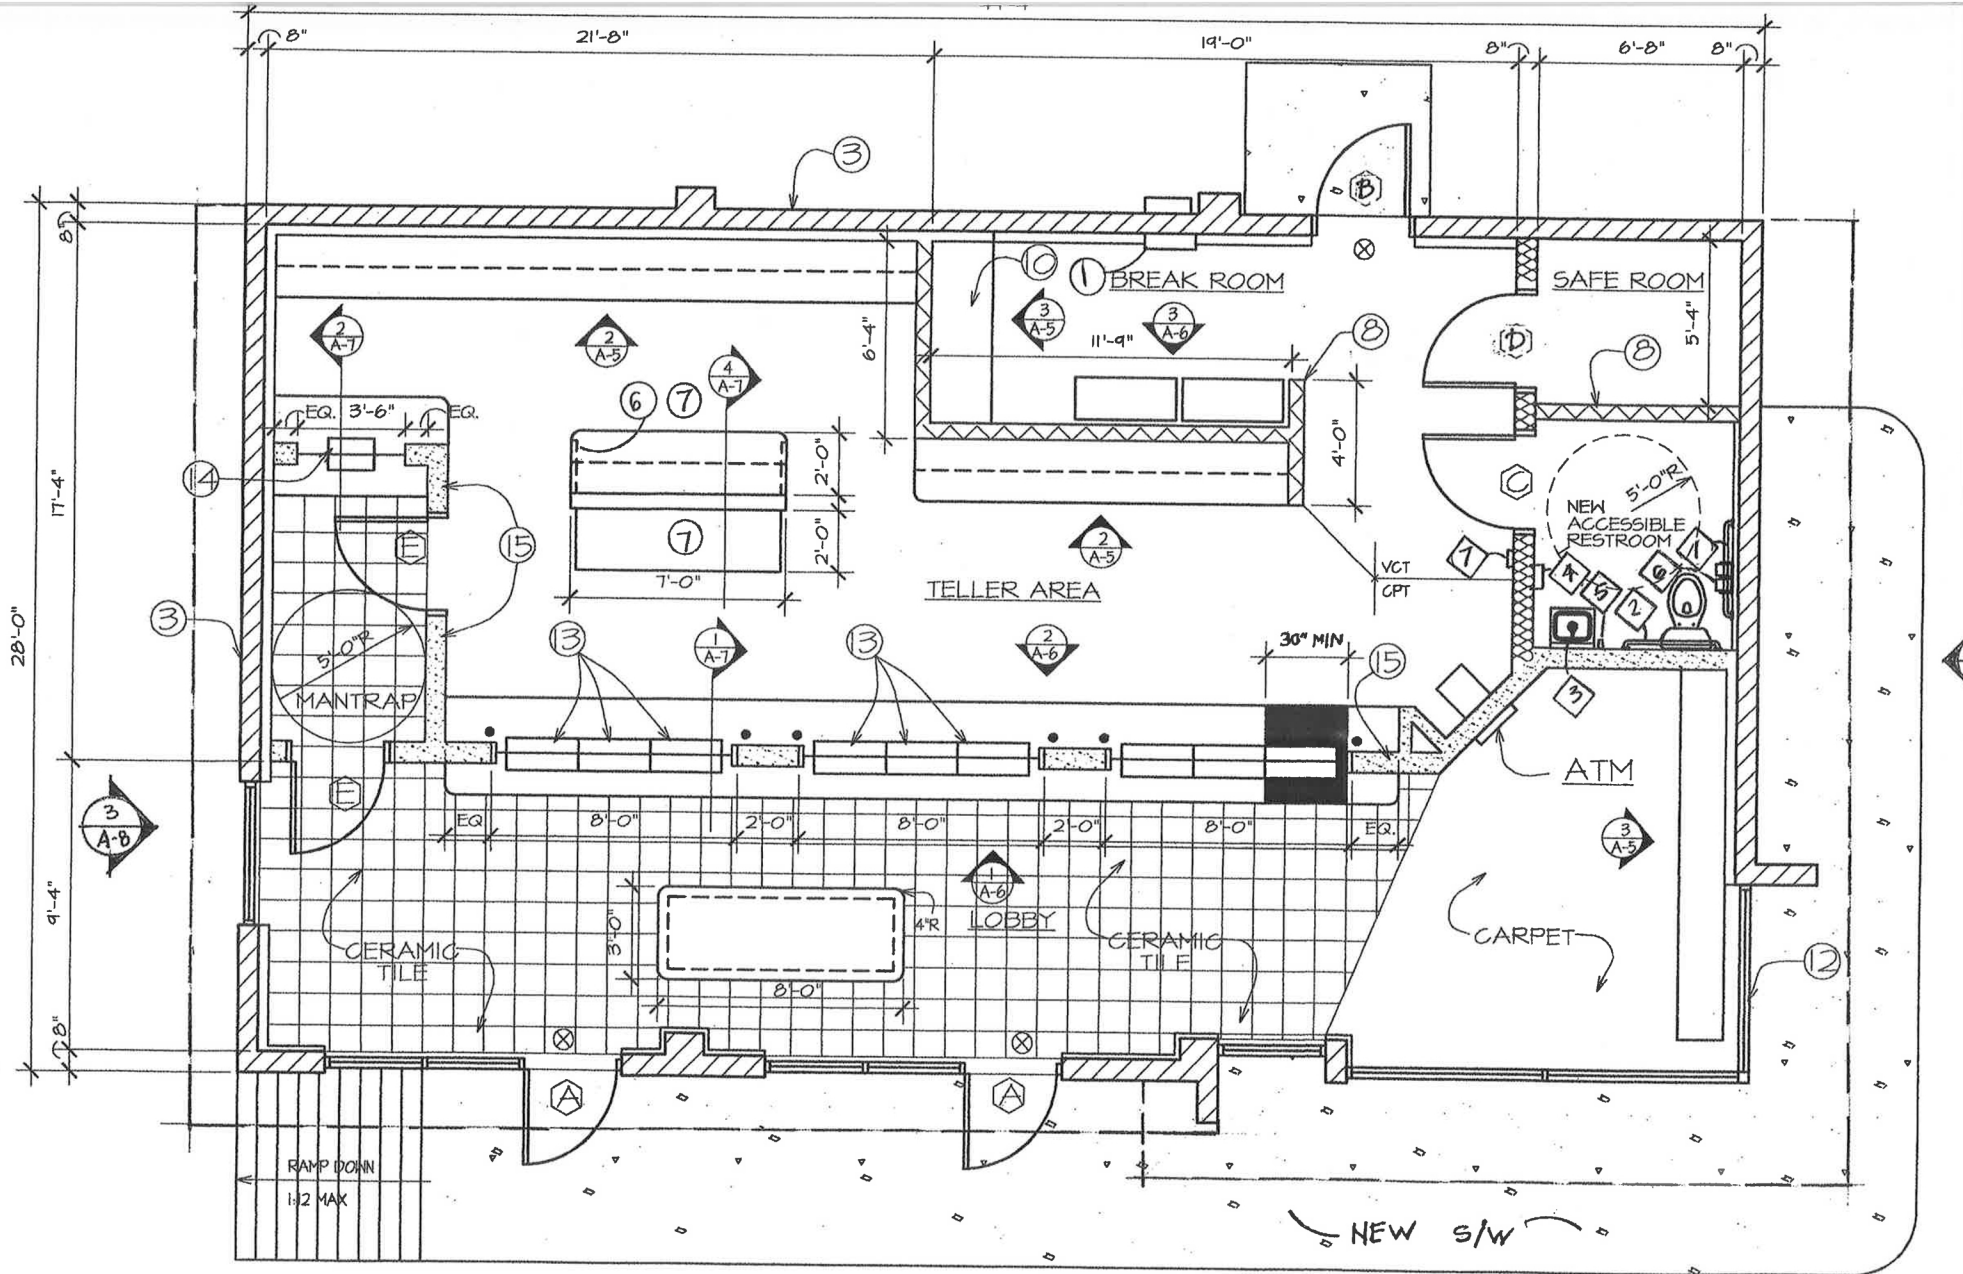 8"
21'-8"
19'-0"
8"
6'-8"
8"
3
B
8"
10
1
BREAK ROOM
SAFE ROOM
2
A-7
2
A-5
3
A-5
3
A-6
8
D
8
5'-4"
6'-4"
11'-9"
4
A-7
6
7
EQ.
3'-6"
EQ.
2'-0"
4'-0"
14
17'-4"
C
5'-0"R
NEW
ACCESSIBLE
RESTROOM
E
15
7
2'-0"
7'-0"
2
A-5
VCT
CPT
7
4
5
2
6
1
TELLER AREA
28'-0"
3
13
1
A-7
13
2
A-6
30" MIN
15
3
5'-0"R
MANTRAP
ATM
E
3
A-8
EQ
8'-0"
2'-0"
8'-0"
2'-0"
8'-0"
EQ.
3
A-5
1
A-6
LOBBY
4"R
3'-0"
9'-4"
CERAMIC
TILE
CERAMIC
TILE
CARPET
12
8'-0"
8"
A
A
RAMP DOWN
1:12 MAX
NEW S/W